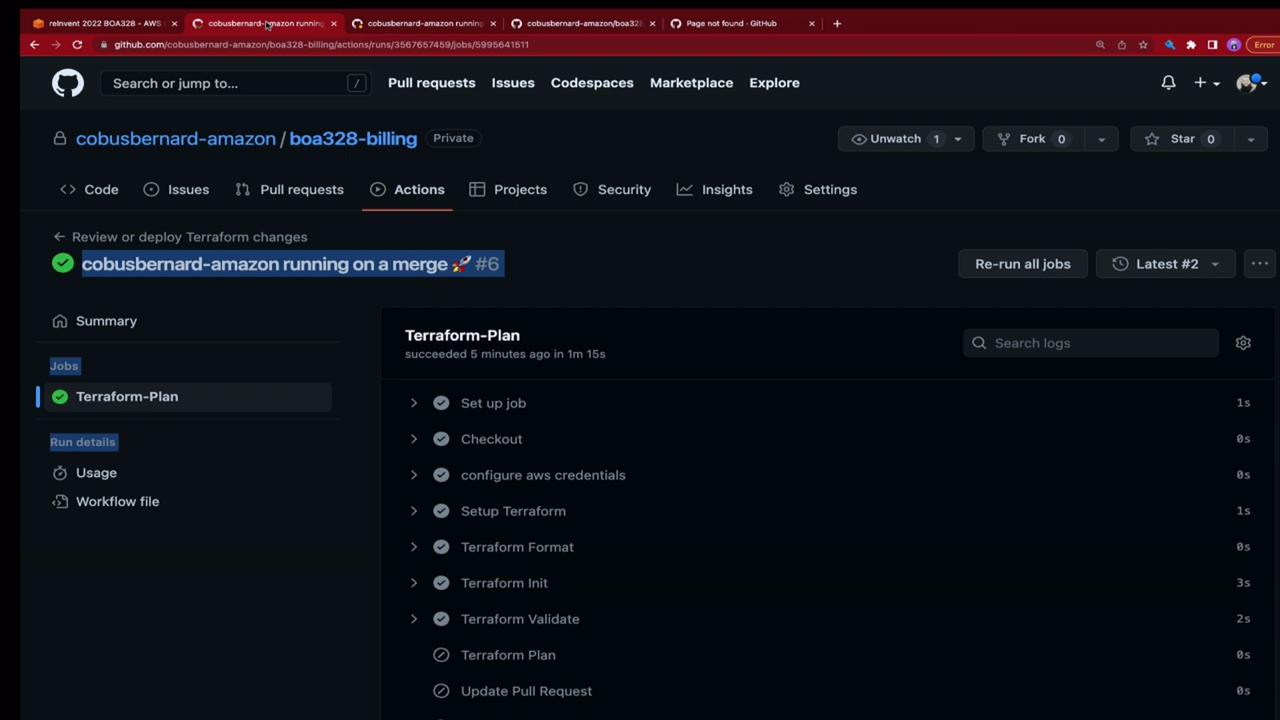 reInvent 2022 BOA328 - AWS
cobusbernard-amazon running
cobusbernard-amazon running
cobusbernard-amazon/boa328
Page not found · GitHub
github.com/cobusbernard-amazon/boa328-billing/actions/runs/3567657459/jobs/5995641511
Error
Search or jump to...
/
Pull requests
Issues
Codespaces
Marketplace
Explore
cobusbernard-amazon / boa328-billing
Private
Unwatch 1
Fork 0
Star 0
Code
Issues
Pull requests
Actions
Projects
Security
Insights
Settings
Review or deploy Terraform changes
cobusbernard-amazon running on a merge 🚀 #6
Re-run all jobs
Latest #2
Summary
Jobs
Terraform-Plan
Run details
Usage
Workflow file
Terraform-Plan
succeeded 5 minutes ago in 1m 15s
Search logs
Set up job 1s
Checkout 0s
configure aws credentials 0s
Setup Terraform 1s
Terraform Format 0s
Terraform Init 3s
Terraform Validate 2s
Terraform Plan 0s
Update Pull Request 0s